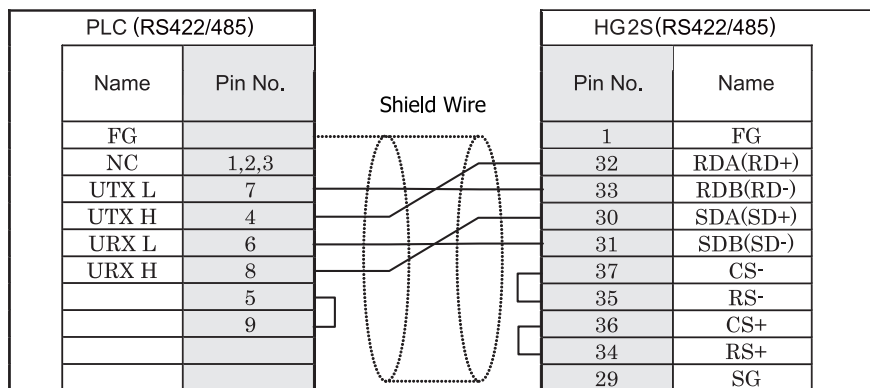 PLC (RS422/485) HG2S(RS422/485)
Name Pin No. Shield Wire Pin No. Name
FG 1 FG
NC 1,2,3 32 RDA(RD+)
UTX L 7 33 RDB(RD-)
UTX H 4 30 SDA(SD+)
URX L 6 31 SDB(SD-)
URX H 8 37 CS-
5 35 RS-
9 36 CS+
34 RS+
29 SG